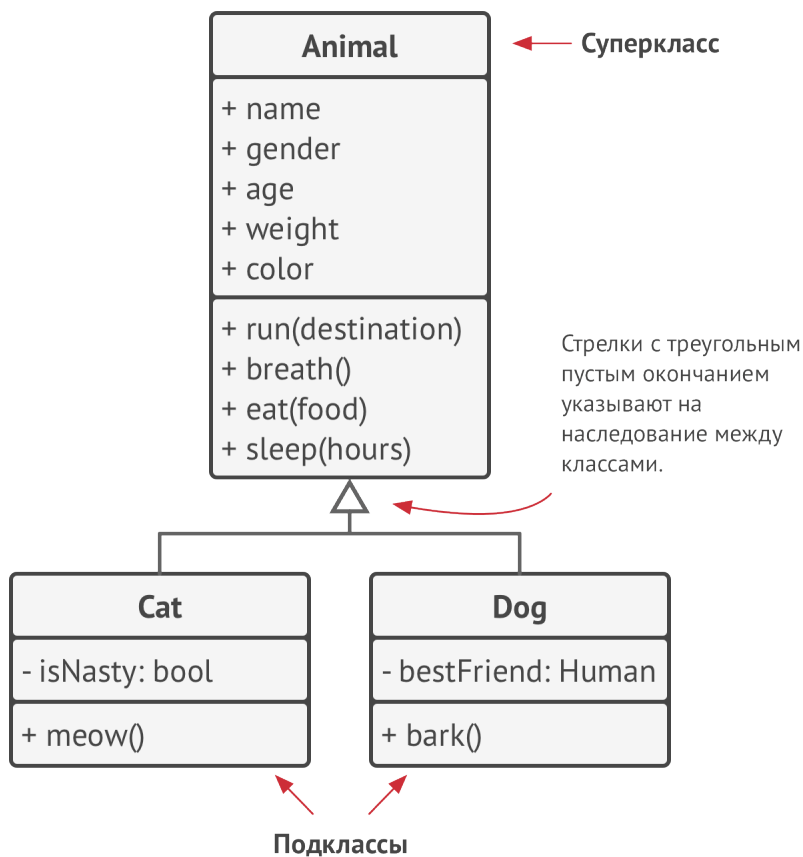 Animal
Суперкласс
+ name
+ gender
+ age
+ weight
+ color
+ run(destination)
+ breath()
+ eat(food)
+ sleep(hours)
Стрелки с треугольным
пустым окончанием
указывают на
наследование между
классами.
Cat
- isNasty: bool
+ meow()
Dog
- bestFriend: Human
+ bark()
Подклассы